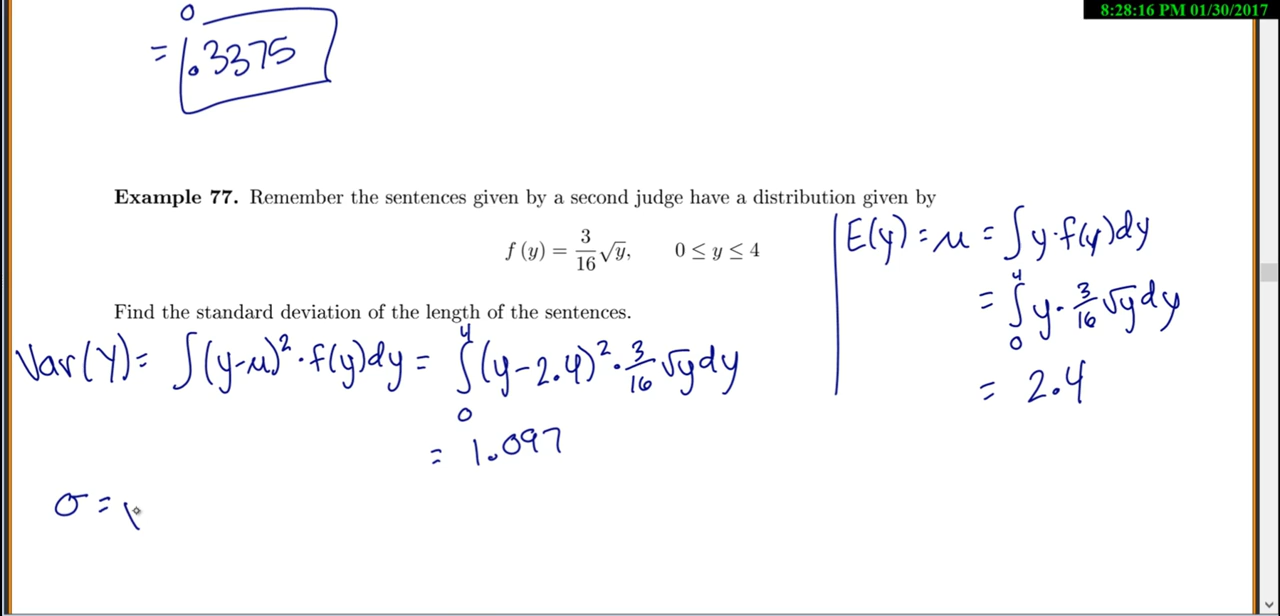 8:28:16 PM 01/30/2017
0
= .3375
Example 77. Remember the sentences given by a second judge have a distribution given by
f (y) = 3/16 √y, 0 ≤ y ≤ 4
Find the standard deviation of the length of the sentences.
Var(Y) = ∫(y-μ)²·f(y)dy = ∫₀⁴(y-2.4)²·3/16 √y dy
= 1.097
σ =
E(y) = μ = ∫y·f(y)dy
= ∫₀⁴ y·3/16 √y dy
= 2.4